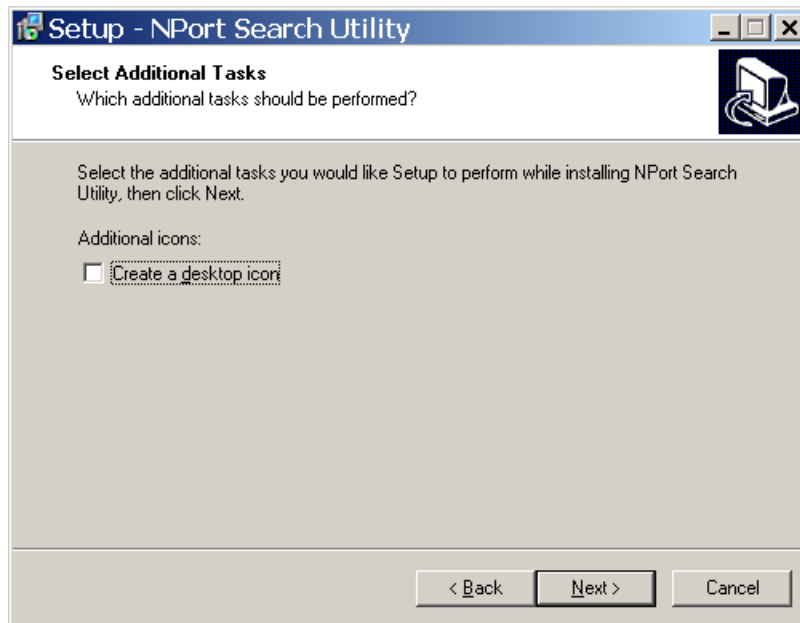 Setup - NPort Search Utility
Select Additional Tasks
Which additional tasks should be performed?
Select the additional tasks you would like Setup to perform while installing NPort Search
Utility, then click Next.
Additional icons:
Create a desktop icon
< Back
Next >
Cancel